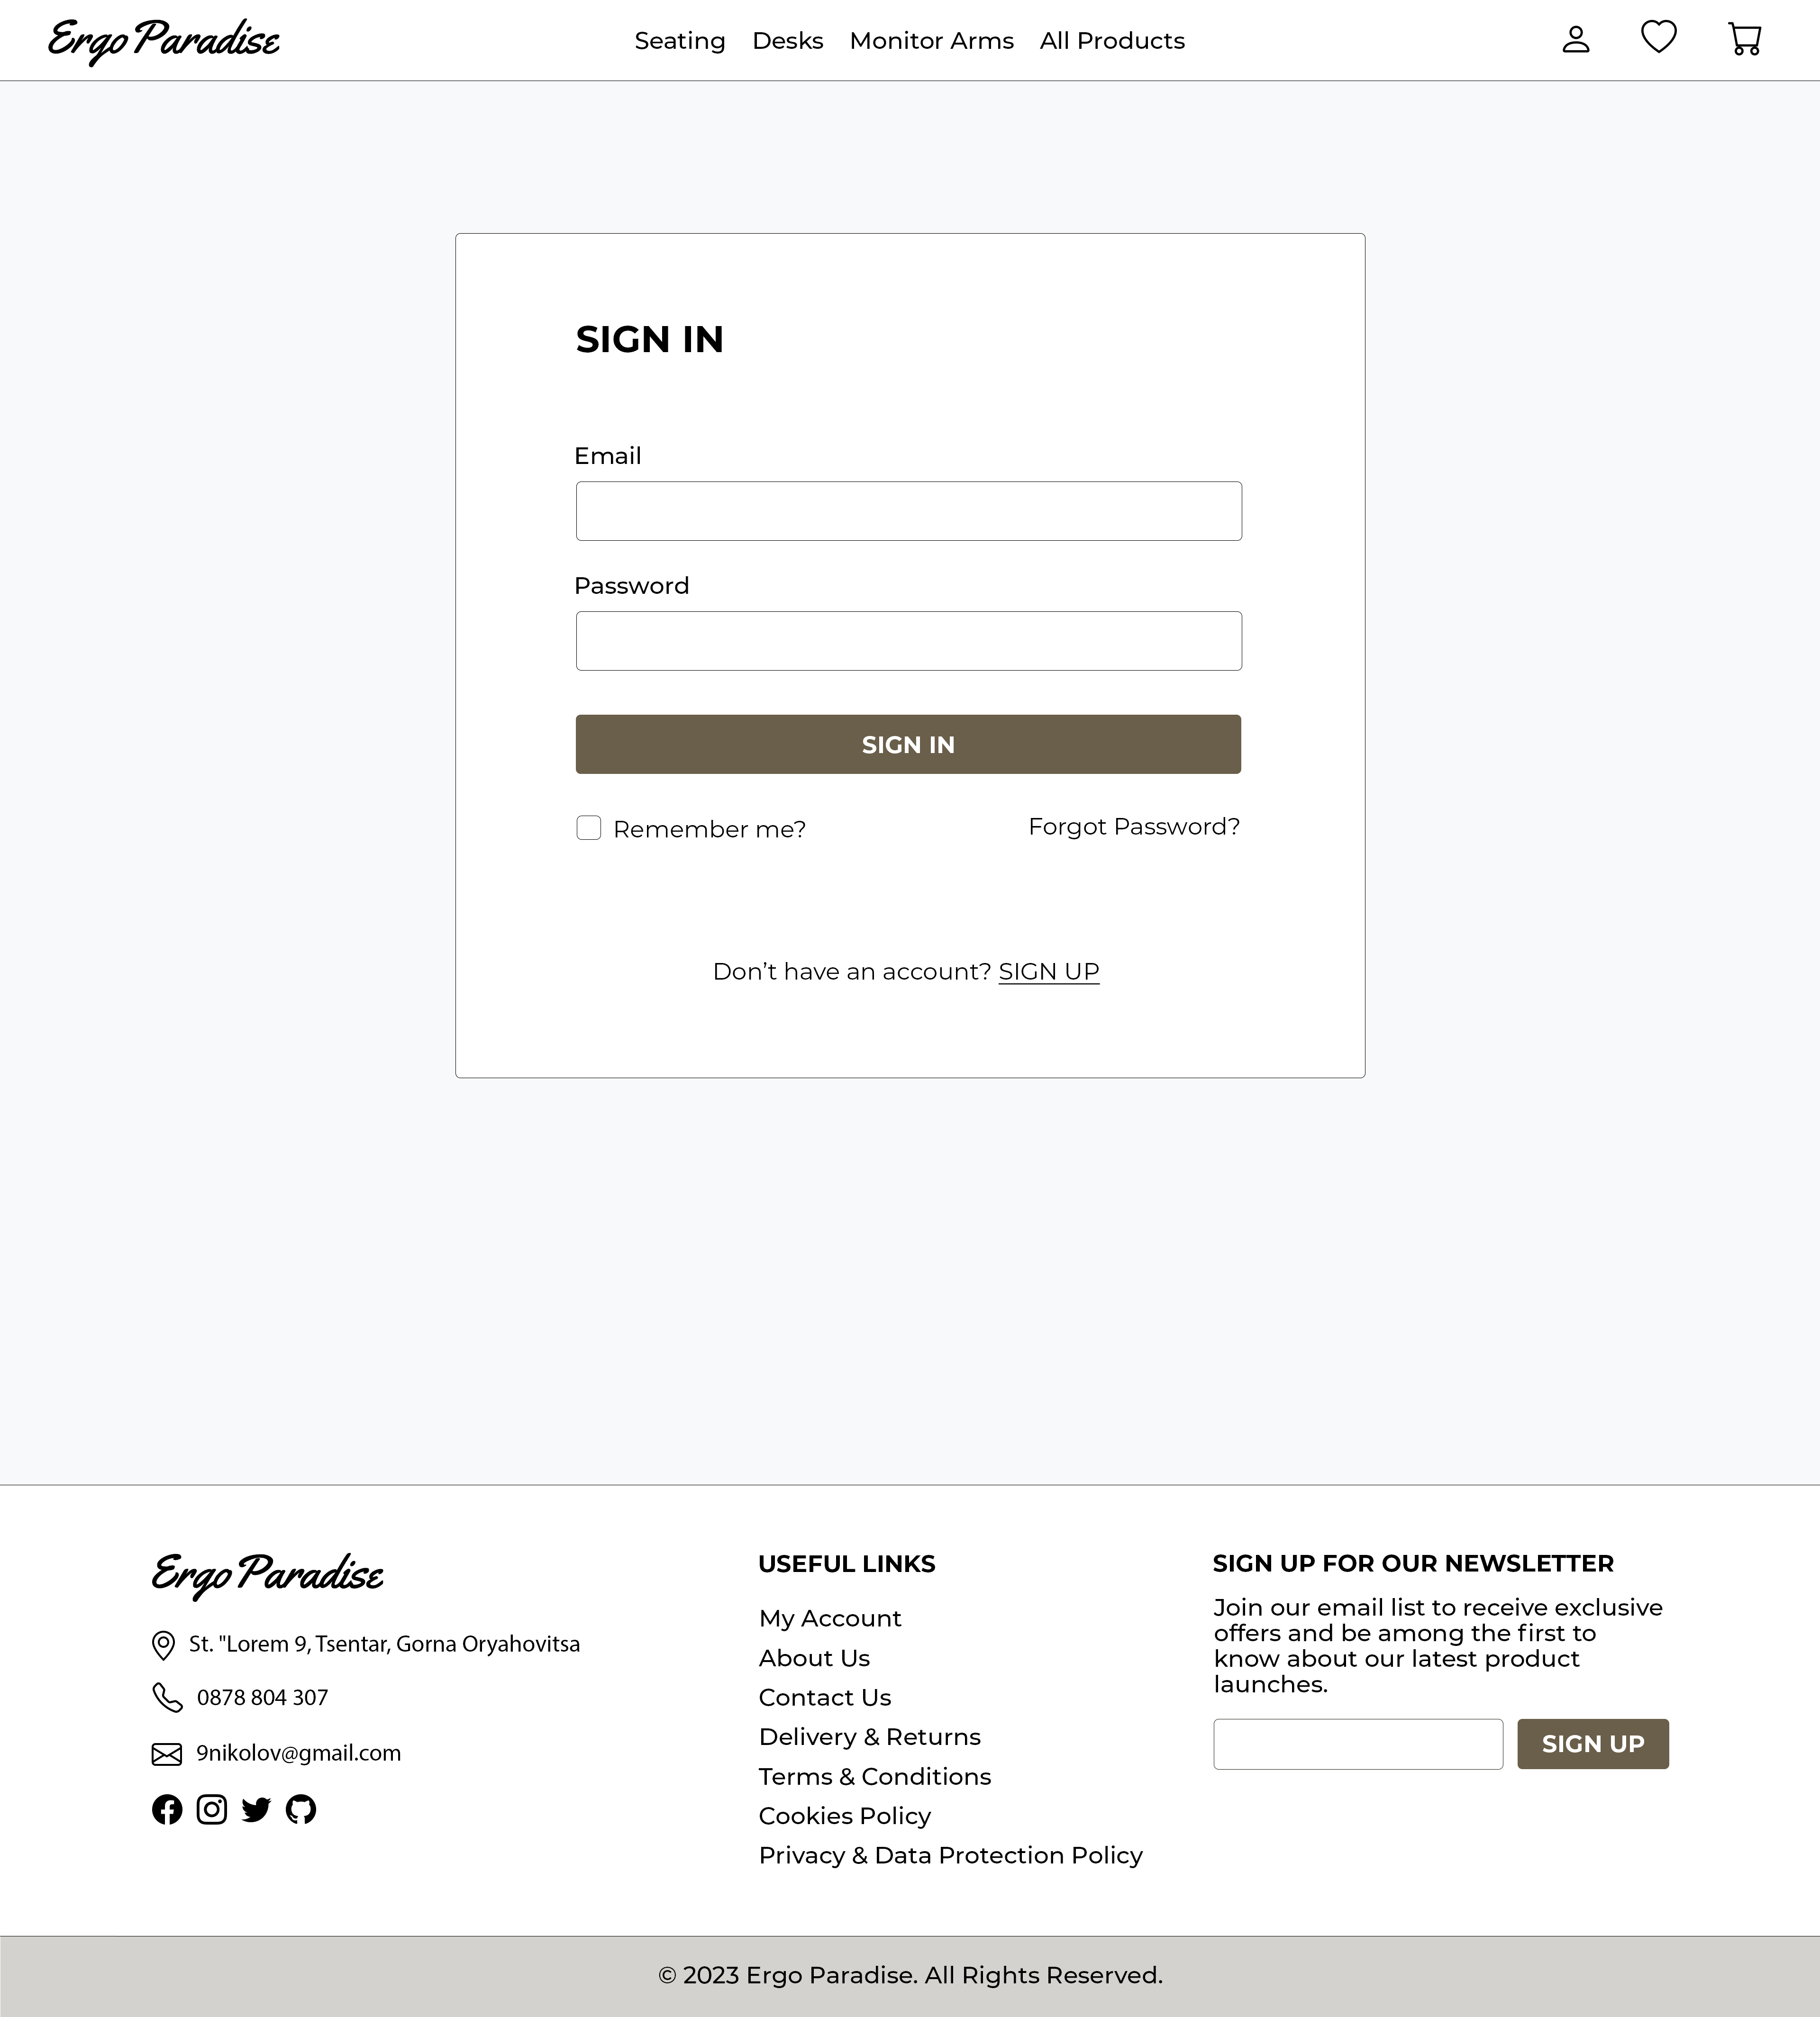 Ergo Paradise
Seating Desks Monitor Arms All Products
SIGN IN
Email
Password
SIGN IN
Remember me?
Forgot Password?
Don’t have an account? SIGN UP
Ergo Paradise
St. "Lorem 9, Tsentar, Gorna Oryahovitsa
0878 804 307
9nikolov@gmail.com
USEFUL LINKS
My Account
About Us
Contact Us
Delivery & Returns
Terms & Conditions
Cookies Policy
Privacy & Data Protection Policy
SIGN UP FOR OUR NEWSLETTER
Join our email list to receive exclusive
offers and be among the first to
know about our latest product
launches.
SIGN UP
© 2023 Ergo Paradise. All Rights Reserved.